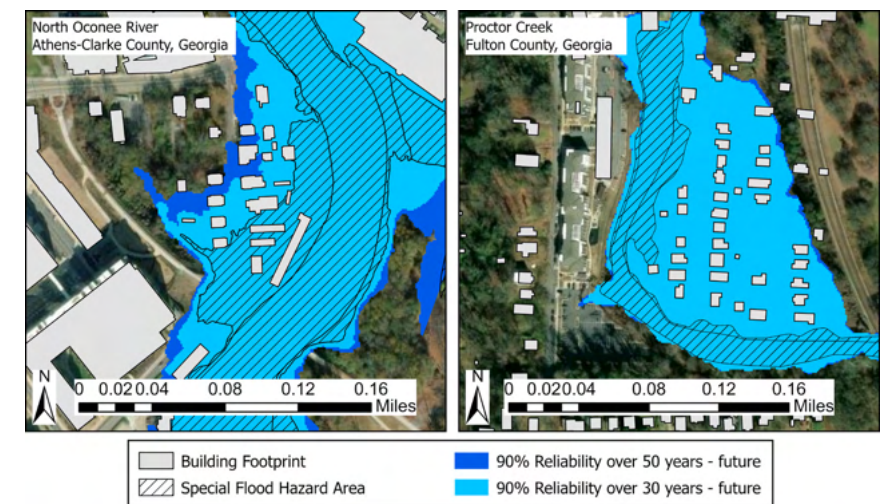 North Oconee River
Athens-Clarke County, Georgia
N
0 0.02 0.04 0.08 0.12 0.16
Miles
Proctor Creek
Fulton County, Georgia
N
0 0.02 0.04 0.08 0.12 0.16
Miles
Building Footprint
Special Flood Hazard Area
90% Reliability over 50 years - future
90% Reliability over 30 years - future